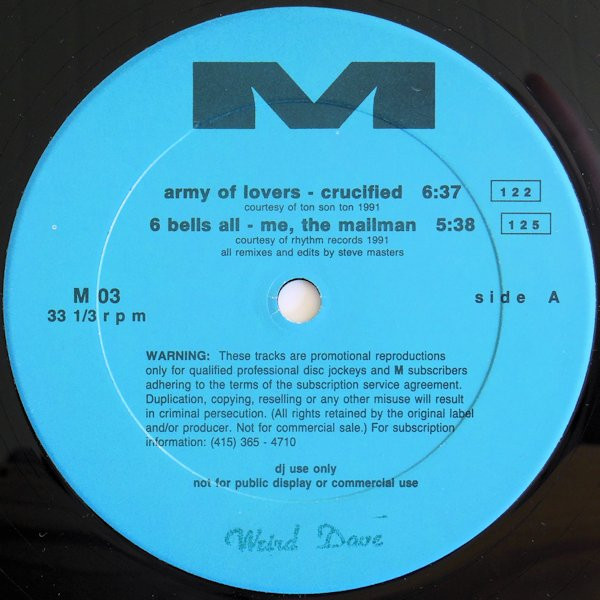 M
army of lovers - crucified 6:37 122
courtesy of ton son ton 1991
6 bells all - me, the mailman 5:38 125
courtesy of rhythm records 1991
all remixes and edits by steve masters
M 03 side A
33 1/3 rpm
WARNING: These tracks are promotional reproductions
only for qualified professional disc jockeys and M subscribers
adhering to the terms of the subscription service agreement.
Duplication, copying, reselling or any other misuse will result
in criminal persecution. (All rights retained by the original label
and/or producer. Not for commercial sale.) For subscription
information: (415) 365 - 4710
dj use only
not for public display or commercial use
Weird Dave